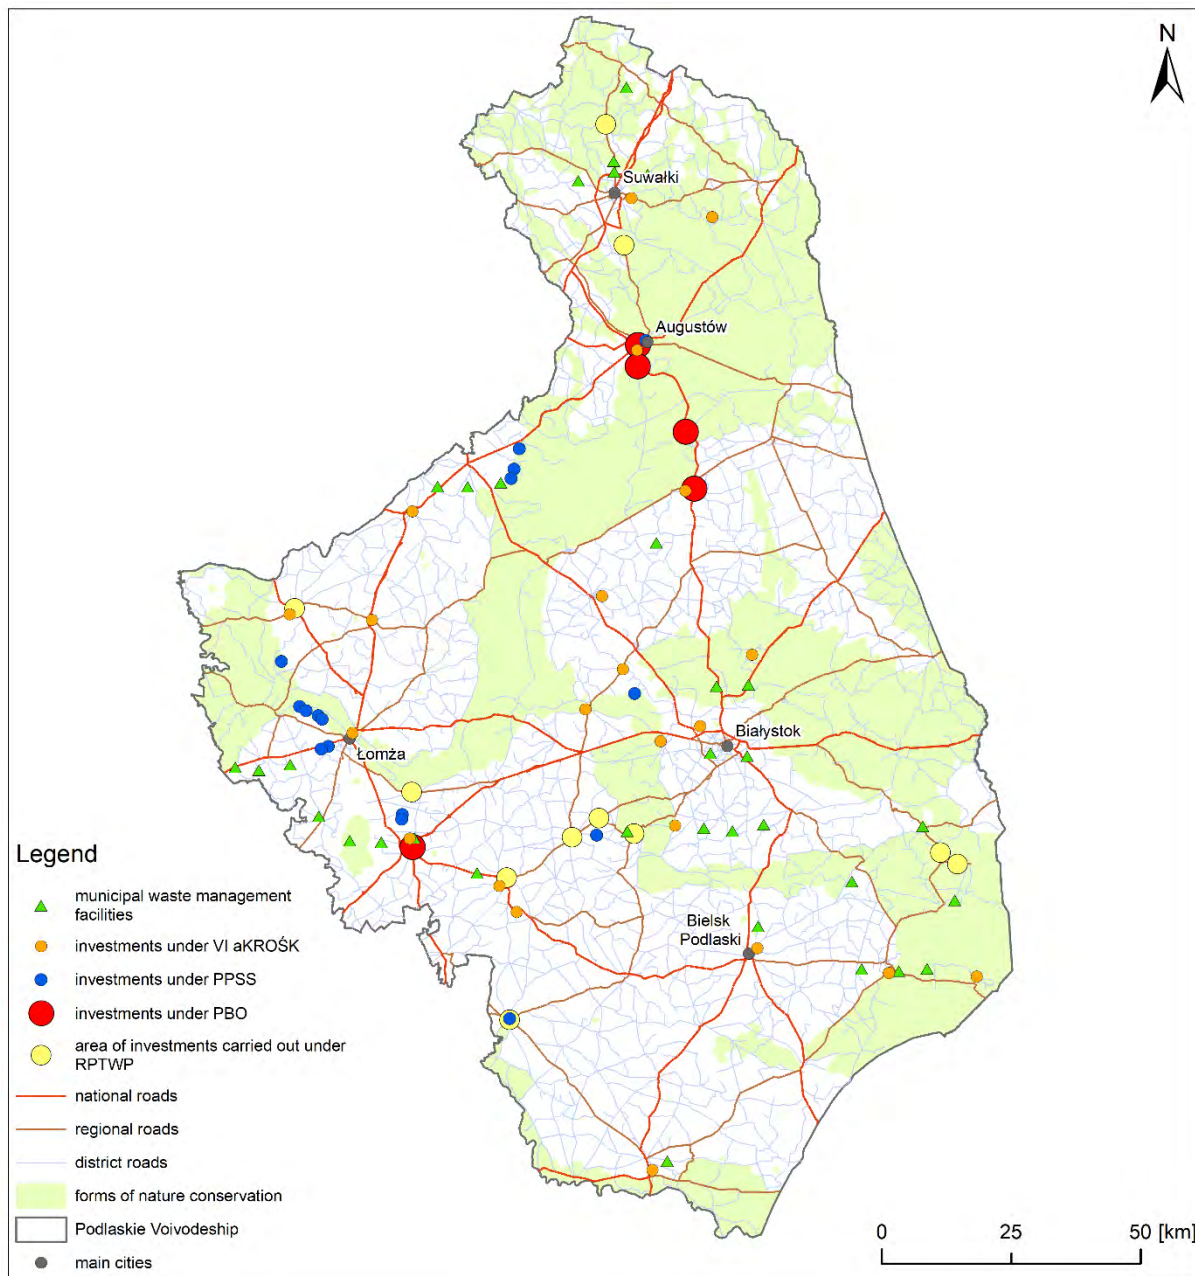 N
Suwałki
Augustów
Białystok
Łomża
Bielsk
Podlaski
Legend
municipal waste management
facilities
investments under VI aKROŚK
investments under PPSS
investments under PBO
area of investments carried out under
RPTWP
national roads
regional roads
district roads
forms of nature conservation
Podlaskie Voivodeship
main cities
0 25 50 [km]